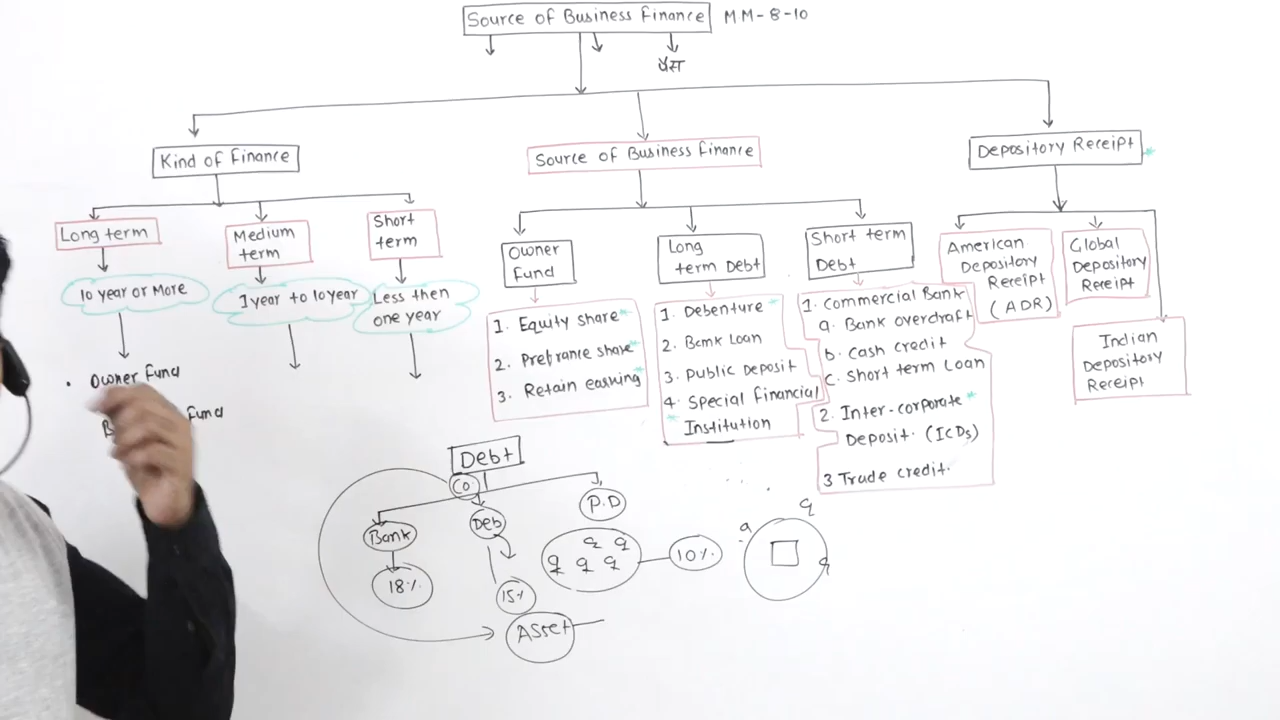 Source of Business Finance MM-8-10
पैसा
Kind of Finance
Source of Business Finance
Depository Receipt
Long term
Medium
term
Short
term
10 year or More
1year to 10year
Less then
one year
• Owner Fund
Fund
Owner
Fund
1. Equity share
2. Prefrance share
3. Retain earking
Long
term Debt
1. Debenture
2. Bank Loan
3. Public Deposit
4. Special Financial
Institution
Short term
Debt
1. Commercial Bank
a. Bank overdraft
b. Cash credit
C. Short term Loan
2. Inter-corporate
Deposit. (ICDs)
3 Trade credit.
American
Depository
Receipt
(ADR)
Global
Depository
Receipt
Indian
Depository
Receipt
Debt
Co.
Bank
Deb
P.D
18%
15%
10%
Asset